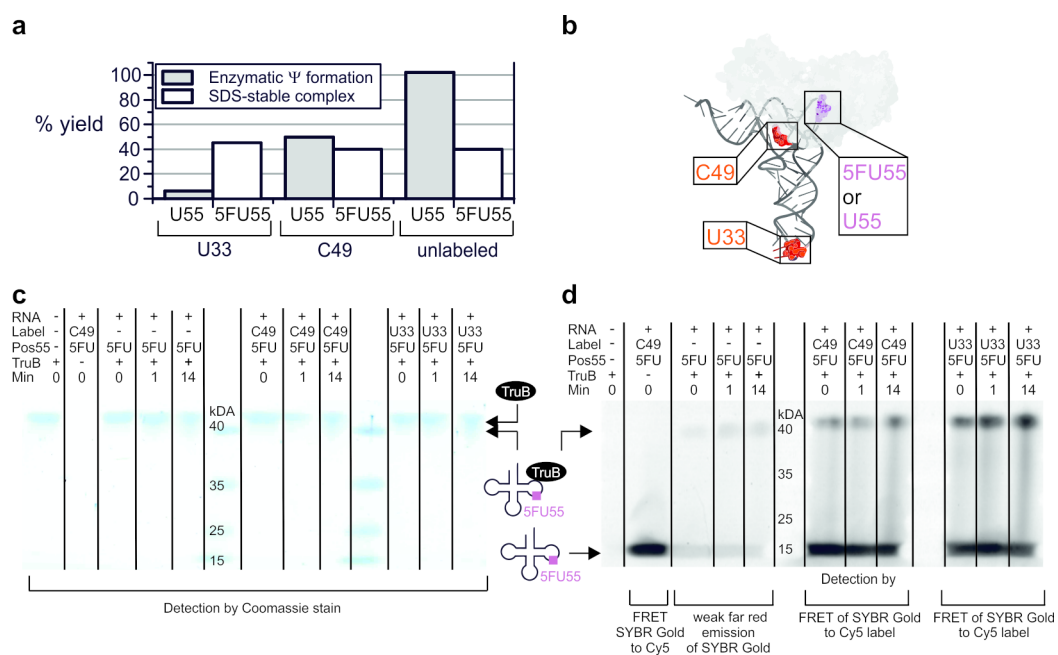 a
100
80
60
40
20
0
% yield
Enzymatic Ψ formation
SDS-stable complex
U55 5FU55 U55 5FU55 U55 5FU55
U33 C49 unlabeled
b
C49
U33
5FU55
or
U55
c
RNA - + + + + + + + + + +
Label - C49 - - - C49 C49 C49 U33 U33 U33
Pos55 - 5FU 5FU 5FU 5FU 5FU 5FU 5FU 5FU 5FU 5FU
TruB + - + + + + + + + + +
Min 0 0 0 1 14 0 1 14 0 1 14
kDA
40
35
25
15
Detection by Coomassie stain
TruB
TruB
5FU55
5FU55
d
RNA - + + + + + + + + + +
Label - C49 - - - C49 C49 C49 U33 U33 U33
Pos55 - 5FU 5FU 5FU 5FU 5FU 5FU 5FU 5FU 5FU 5FU
TruB + - + + + + + + + + +
Min 0 0 0 1 14 0 1 14 0 1 14
kDA
40
35
25
15
Detection by
FRET
SYBR Gold
to Cy5
weak far red
emission
of SYBR Gold
FRET of SYBR Gold
to Cy5 label
FRET of SYBR Gold
to Cy5 label